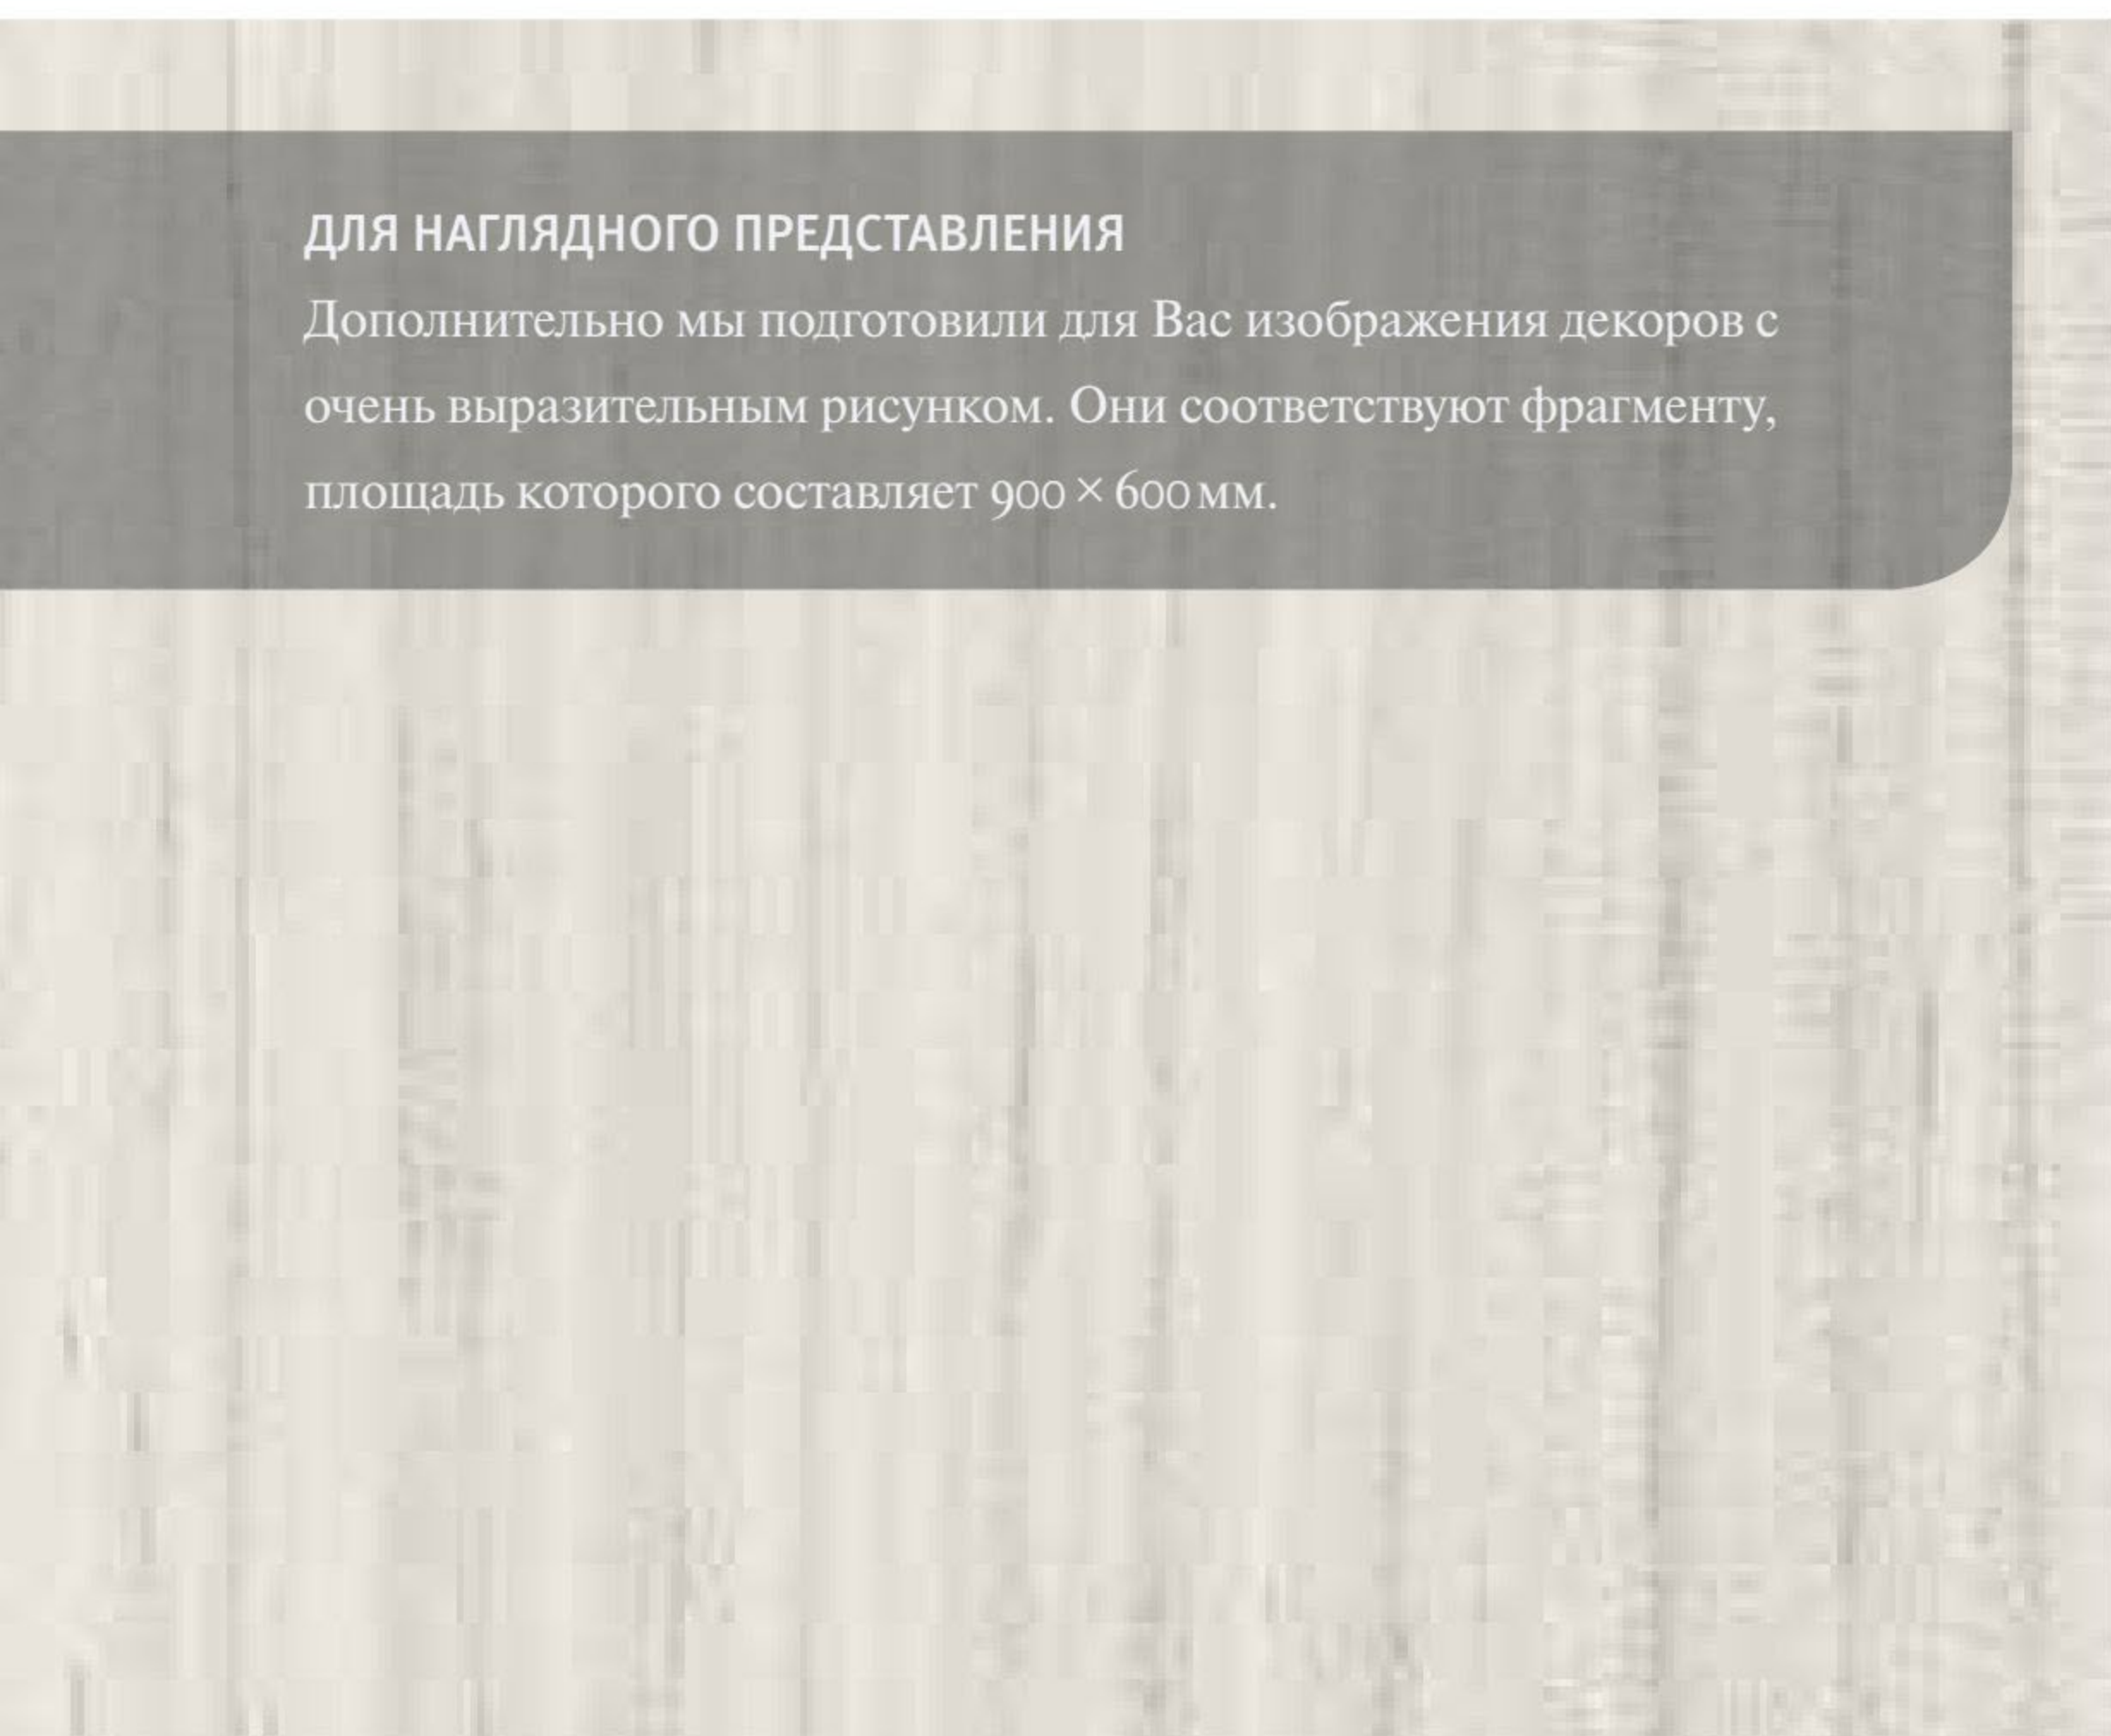 ДЛЯ НАГЛЯДНОГО ПРЕДСТАВЛЕНИЯ
Дополнительно мы подготовили для Вас изображения декоров с
очень выразительным рисунком. Они соответствуют фрагменту,
площадь которого составляет 900 × 600 мм.